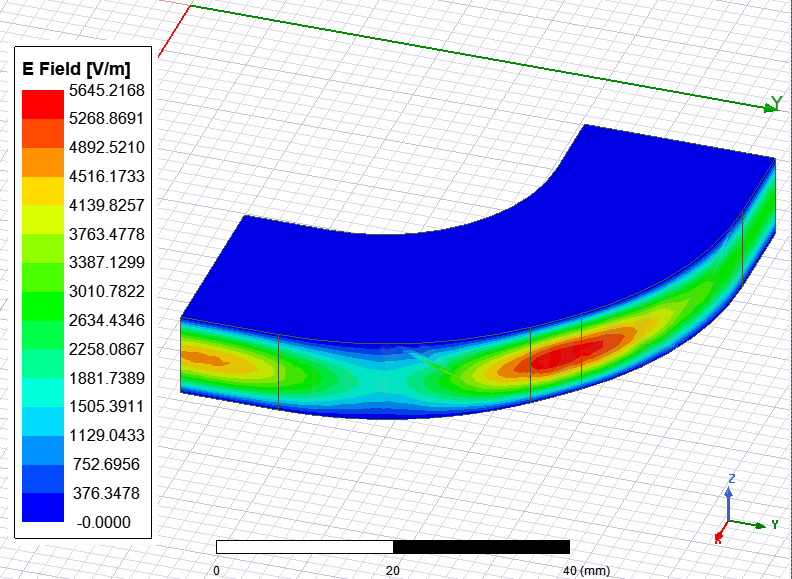 Y
E Field [V/m]
5645.2168
5268.8691
4892.5210
4516.1733
4139.8257
3763.4778
3387.1299
3010.7822
2634.4346
2258.0867
1881.7389
1505.3911
1129.0433
752.6956
376.3478
-0.0000
Z
Y
X
0 20 40 (mm)